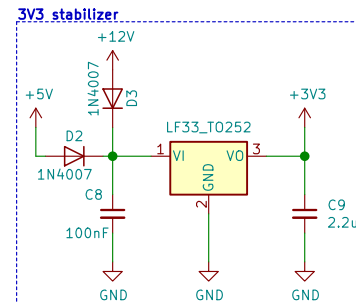 3V3 stabilizer
+12V
+5V
1N4007
D3
LF33_TO252
+3V3
D2
1N4007
1
VI
VO
3
GND
2
C8
100nF
C9
2.2u
GND
GND
GND